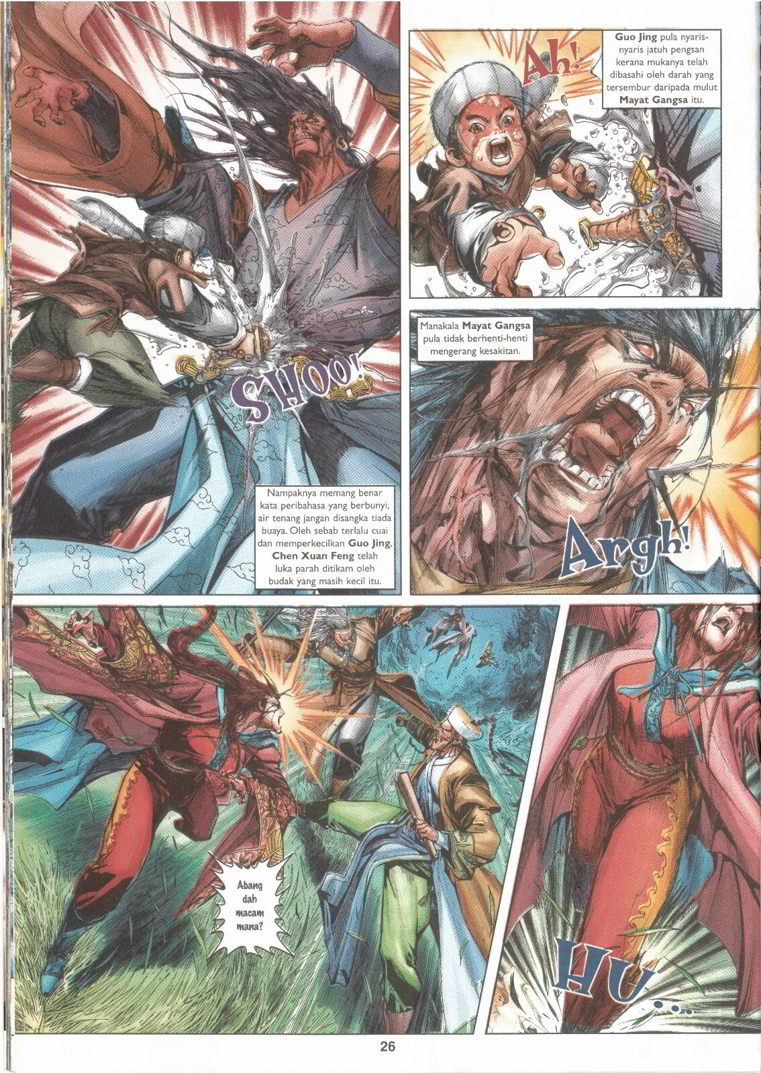 SHOO!
Nampaknya memang benar
kata peribahasa yang berbunyi,
air tenang jangan disangka tiada
buaya. Oleh sebab terlalu cuai
dan memperkecilkan Guo Jing,
Chen Xuan Feng telah
luka parah ditikam oleh
budak yang masih kecil itu.
Ah!
Guo Jing pula nyaris-
nyaris jatuh pengsan
kerana mukanya telah
dibasahi oleh darah yang
tersembur daripada mulut
Mayat Gangsa itu.
Manakala Mayat Gangsa
pula tidak berhenti-henti
mengerang kesakitan.
Argh!
Abang
dah
macam
mana?
HU...
26